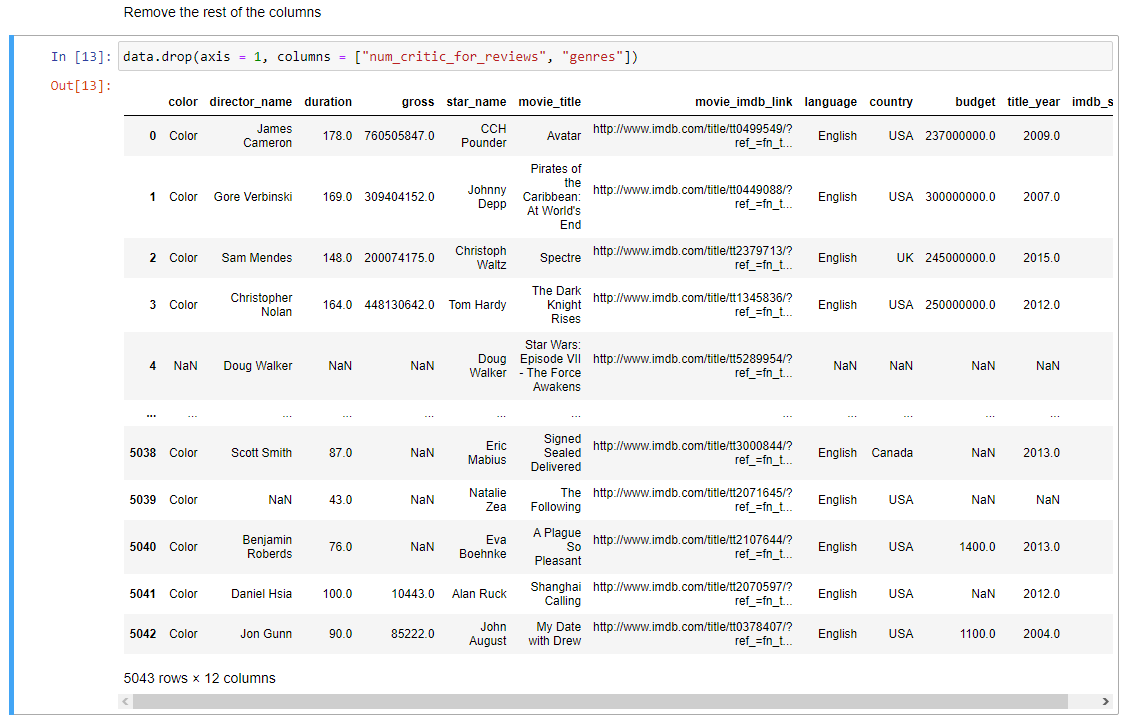 Remove the rest of the columns
In [13]: data.drop(axis = 1, columns = ["num_critic_for_reviews", "genres"])
Out[13]:
color director_name duration gross star_name movie_title movie_imdb_link language country budget title_year imdb_s
0 Color James Cameron 178.0 760505847.0 CCH Pounder Avatar http://www.imdb.com/title/tt0499549/?ref_=fn_t... English USA 237000000.0 2009.0
1 Color Gore Verbinski 169.0 309404152.0 Johnny Depp Pirates of the Caribbean: At World's End http://www.imdb.com/title/tt0449088/?ref_=fn_t... English USA 300000000.0 2007.0
2 Color Sam Mendes 148.0 200074175.0 Christoph Waltz Spectre http://www.imdb.com/title/tt2379713/?ref_=fn_t... English UK 245000000.0 2015.0
3 Color Christopher Nolan 164.0 448130642.0 Tom Hardy The Dark Knight Rises http://www.imdb.com/title/tt1345836/?ref_=fn_t... English USA 250000000.0 2012.0
4 NaN Doug Walker NaN NaN Doug Walker Star Wars: Episode VII - The Force Awakens http://www.imdb.com/title/tt5289954/?ref_=fn_t... NaN NaN NaN NaN
... ... ... ... ... ... ... ... ... ... ... ...
5038 Color Scott Smith 87.0 NaN Eric Mabius Signed Sealed Delivered http://www.imdb.com/title/tt3000844/?ref_=fn_t... English Canada NaN 2013.0
5039 Color NaN 43.0 NaN Natalie Zea The Following http://www.imdb.com/title/tt2071645/?ref_=fn_t... English USA NaN NaN
5040 Color Benjamin Roberds 76.0 NaN Eva Boehnke A Plague So Pleasant http://www.imdb.com/title/tt2107644/?ref_=fn_t... English USA 1400.0 2013.0
5041 Color Daniel Hsia 100.0 10443.0 Alan Ruck Shanghai Calling http://www.imdb.com/title/tt2070597/?ref_=fn_t... English USA NaN 2012.0
5042 Color Jon Gunn 90.0 85222.0 John August My Date with Drew http://www.imdb.com/title/tt0378407/?ref_=fn_t... English USA 1100.0 2004.0
5043 rows × 12 columns